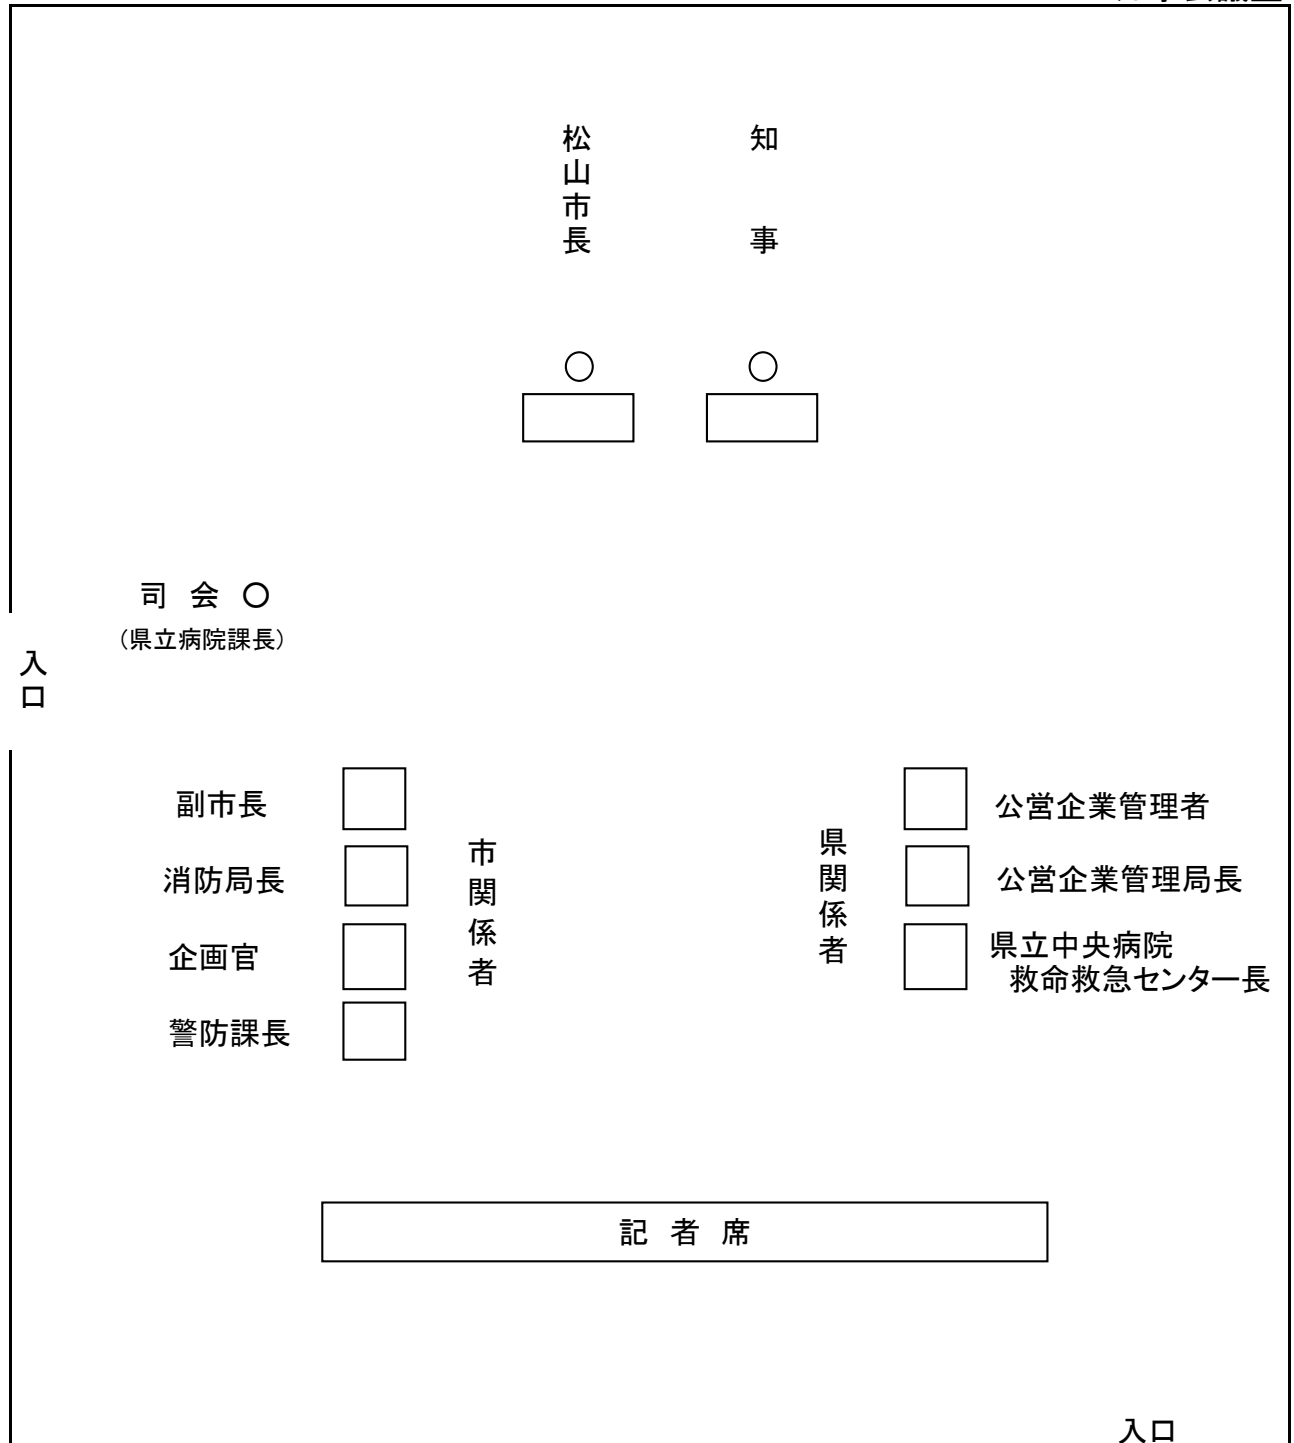 松山市長
知事
司会
(県立病院課長)
入口
副市長
消防局長
企画官
警防課長
市関係者
県関係者
公営企業管理者
公営企業管理局長
県立中央病院
救命救急センター長
記者席
入口